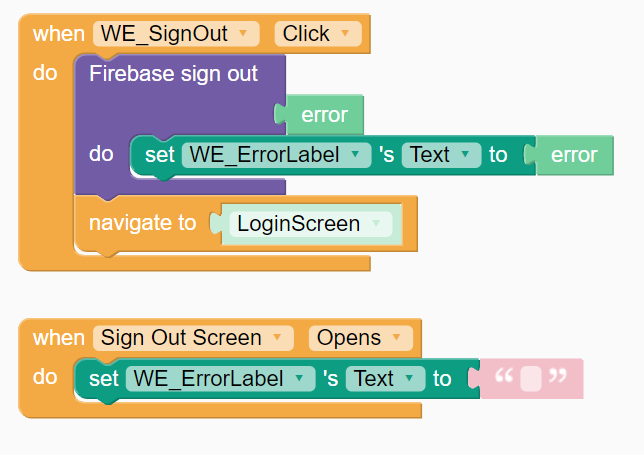 when WE_SignOut Click
do Firebase sign out
error
do set WE_ErrorLabel 's Text to error
navigate to LoginScreen
when Sign Out Screen Opens
do set WE_ErrorLabel 's Text to “ ”